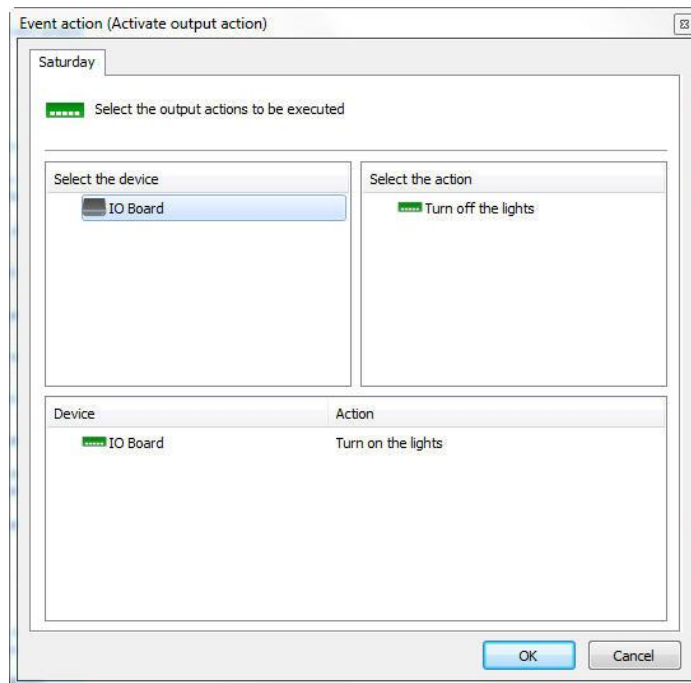 Event action (Activate output action)
Saturday
Select the output actions to be executed
Select the device
Select the action
IO Board
Turn off the lights
Device
Action
IO Board
Turn on the lights
OK
Cancel